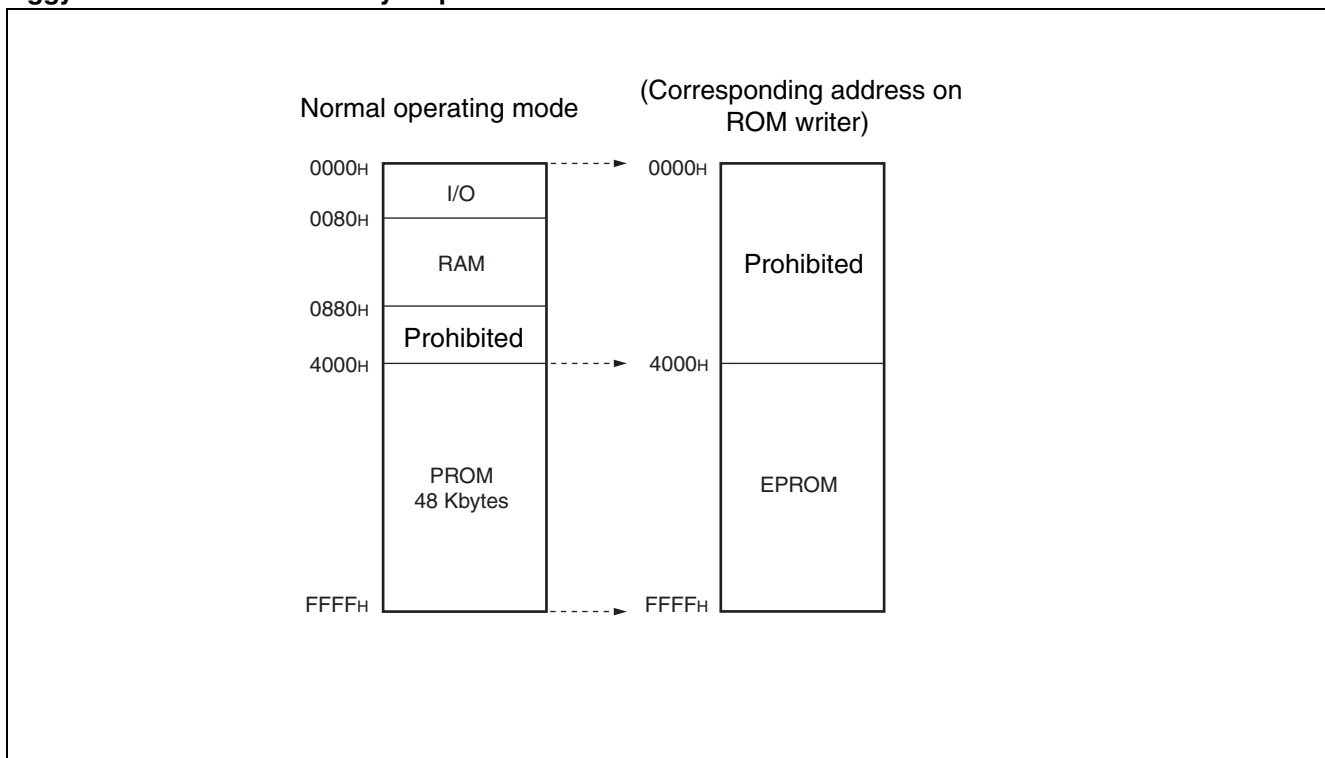 Normal operating mode
(Corresponding address on
ROM writer)
0000H
I/O
0080H
RAM
0880H
Prohibited
4000H
PROM
48 Kbytes
FFFFH
0000H
Prohibited
4000H
EPROM
FFFFH